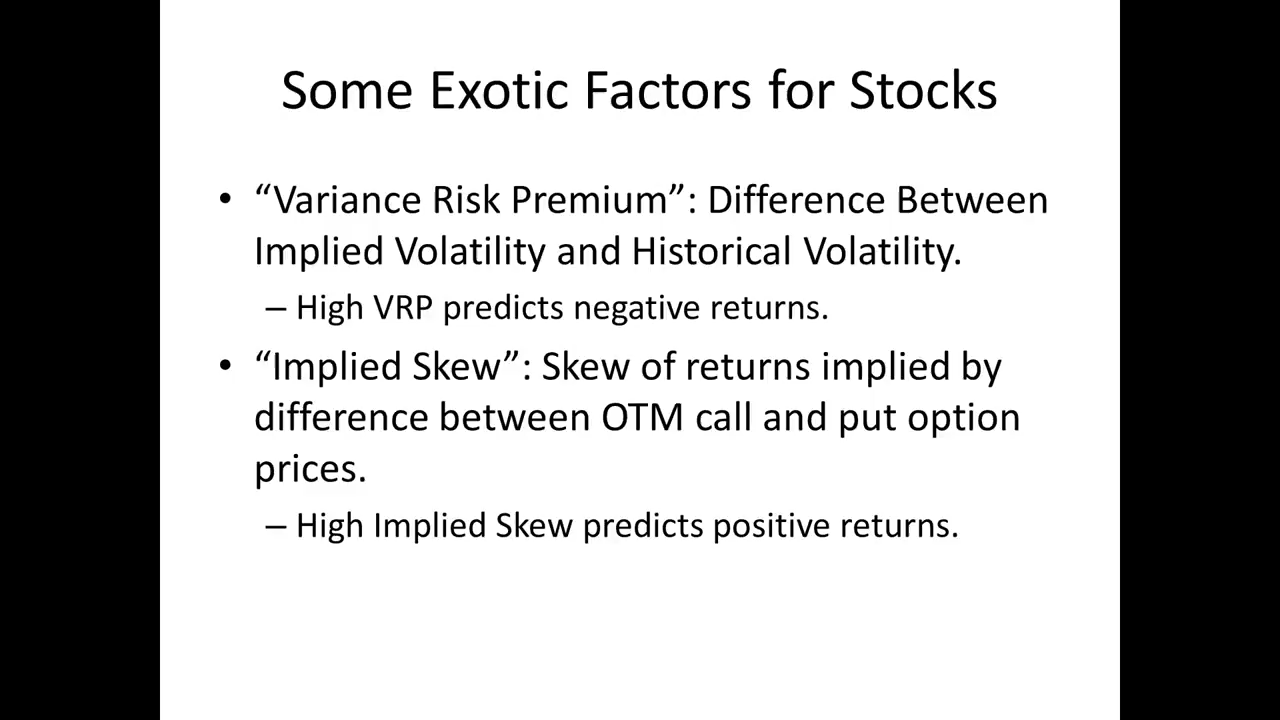 Some Exotic Factors for Stocks
• “Variance Risk Premium”: Difference Between
Implied Volatility and Historical Volatility.
– High VRP predicts negative returns.
• “Implied Skew”: Skew of returns implied by
difference between OTM call and put option
prices.
– High Implied Skew predicts positive returns.